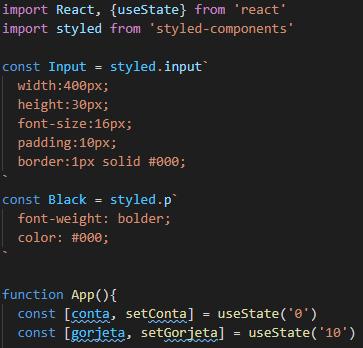 import React, {useState} from 'react'
import styled from 'styled-components'
const Input = styled.input`
width:400px;
height:30px;
font-size:16px;
padding:10px;
border:1px solid #000;
`
const Black = styled.p`
font-weight: bolder;
color: #000;
`
function App(){
const [conta, setConta] = useState('0')
const [gorjeta, setGorjeta] = useState('10')